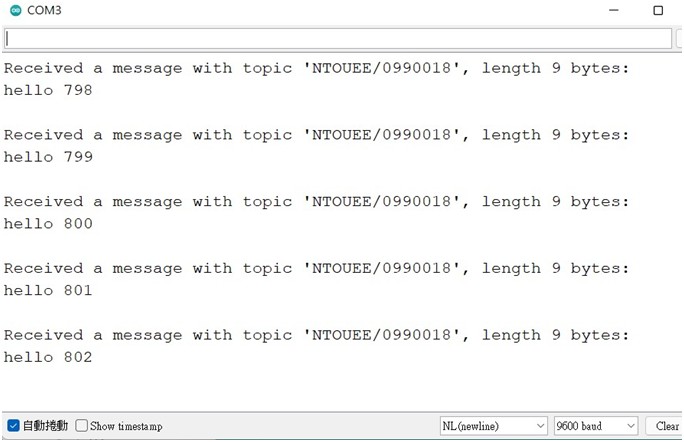 COM3
Received a message with topic 'NTOUEE/0990018', length 9 bytes:
hello 798
Received a message with topic 'NTOUEE/0990018', length 9 bytes:
hello 799
Received a message with topic 'NTOUEE/0990018', length 9 bytes:
hello 800
Received a message with topic 'NTOUEE/0990018', length 9 bytes:
hello 801
Received a message with topic 'NTOUEE/0990018', length 9 bytes:
hello 802
自動捲動 Show timestamp NL(newline) 9600 baud Clear